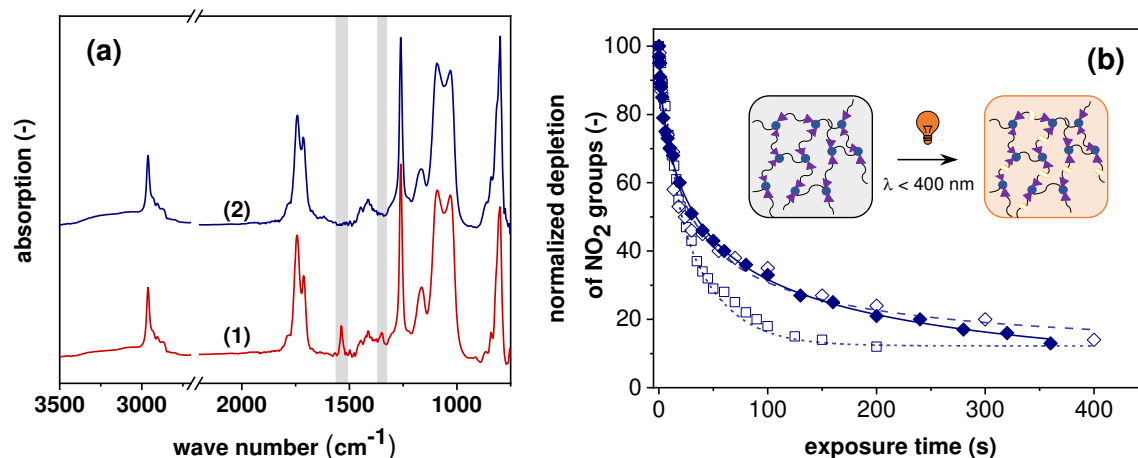 (a)
(2)
(1)
absorption (-)
3500
3000
2000
1500
1000
wave number (cm⁻¹)
(b)
normalized depletion
of NO₂ groups (-)
100
80
60
40
20
0
λ < 400 nm
0
100
200
300
400
exposure time (s)